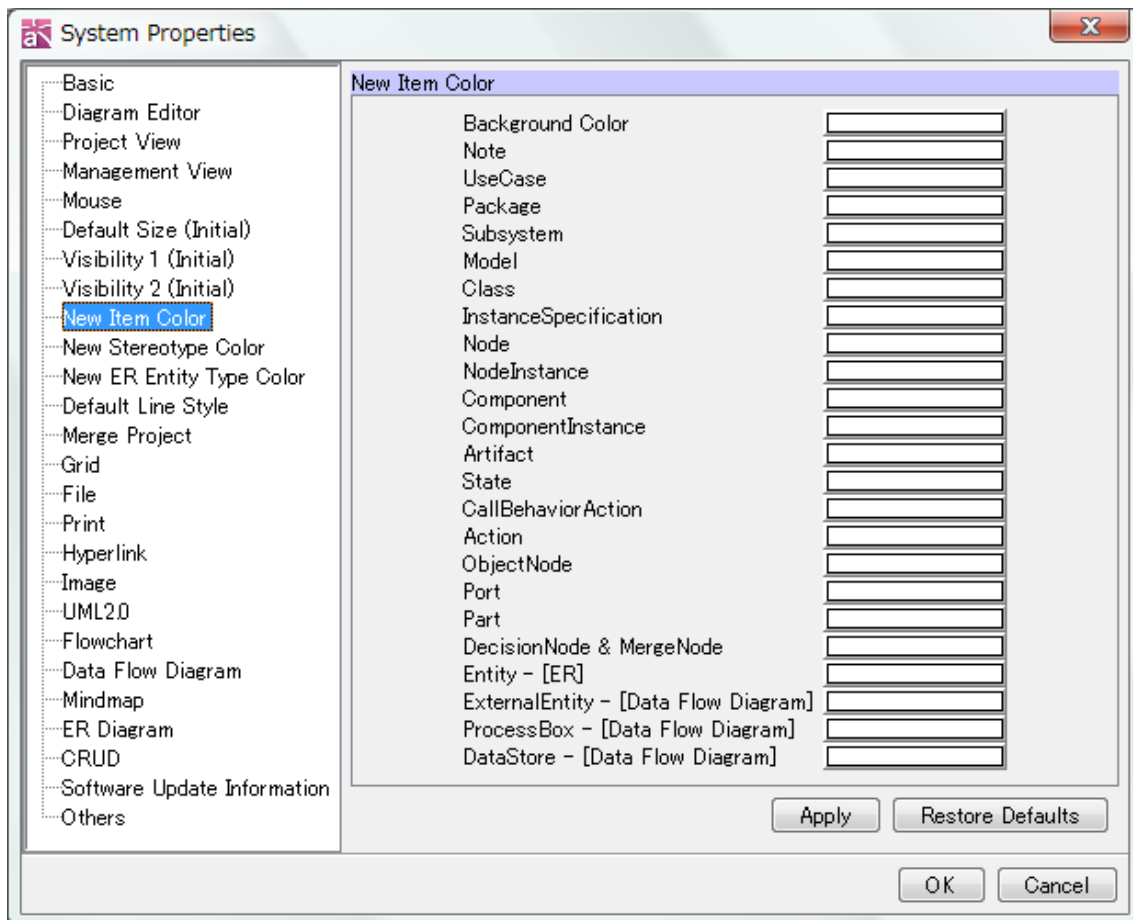 System Properties
Basic
Diagram Editor
Project View
Management View
Mouse
Default Size (Initial)
Visibility 1 (Initial)
Visibility 2 (Initial)
New Item Color
New Stereotype Color
New ER Entity Type Color
Default Line Style
Merge Project
Grid
File
Print
Hyperlink
Image
UML2.0
Flowchart
Data Flow Diagram
Mindmap
ER Diagram
CRUD
Software Update Information
Others
New Item Color
Background Color
Note
UseCase
Package
Subsystem
Model
Class
InstanceSpecification
Node
NodeInstance
Component
ComponentInstance
Artifact
State
CallBehaviorAction
Action
ObjectNode
Port
Part
DecisionNode & MergeNode
Entity - [ER]
ExternalEntity - [Data Flow Diagram]
ProcessBox - [Data Flow Diagram]
DataStore - [Data Flow Diagram]
Apply Restore Defaults
OK Cancel